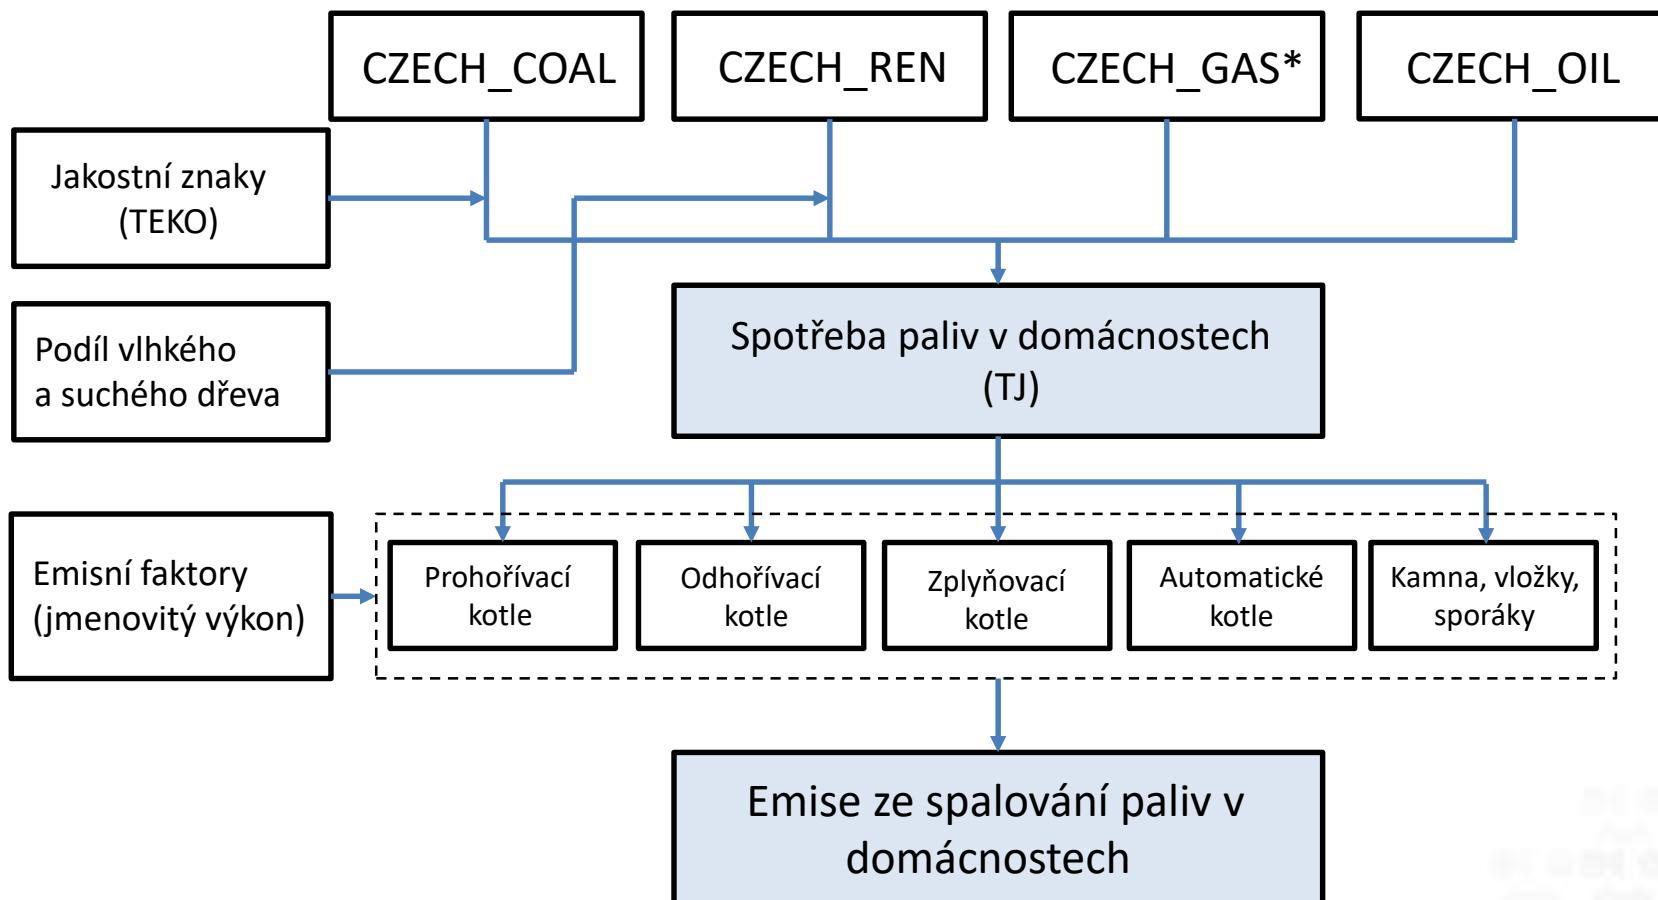 CZECH_COAL
CZECH_REN
CZECH_GAS*
CZECH_OIL
Jakostní znaky
(TEKO)
Podíl vlhkého
a suchého dřeva
Spotřeba paliv v domácnostech
(TJ)
Emisní faktory
(jmenovitý výkon)
Prohořívací
kotle
Odhořívací
kotle
Zplyňovací
kotle
Automatické
kotle
Kamna, vložky,
sporáky
Emise ze spalování paliv v
domácnostech